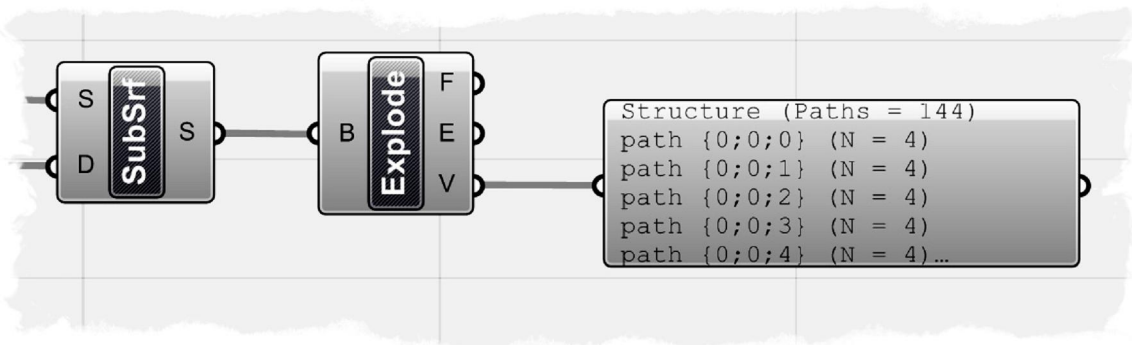 S
D
SubSrf
S
B
Explode
F
E
V
Structure (Paths = 144)
path {0;0;0} (N = 4)
path {0;0;1} (N = 4)
path {0;0;2} (N = 4)
path {0;0;3} (N = 4)
path {0;0;4} (N = 4)…